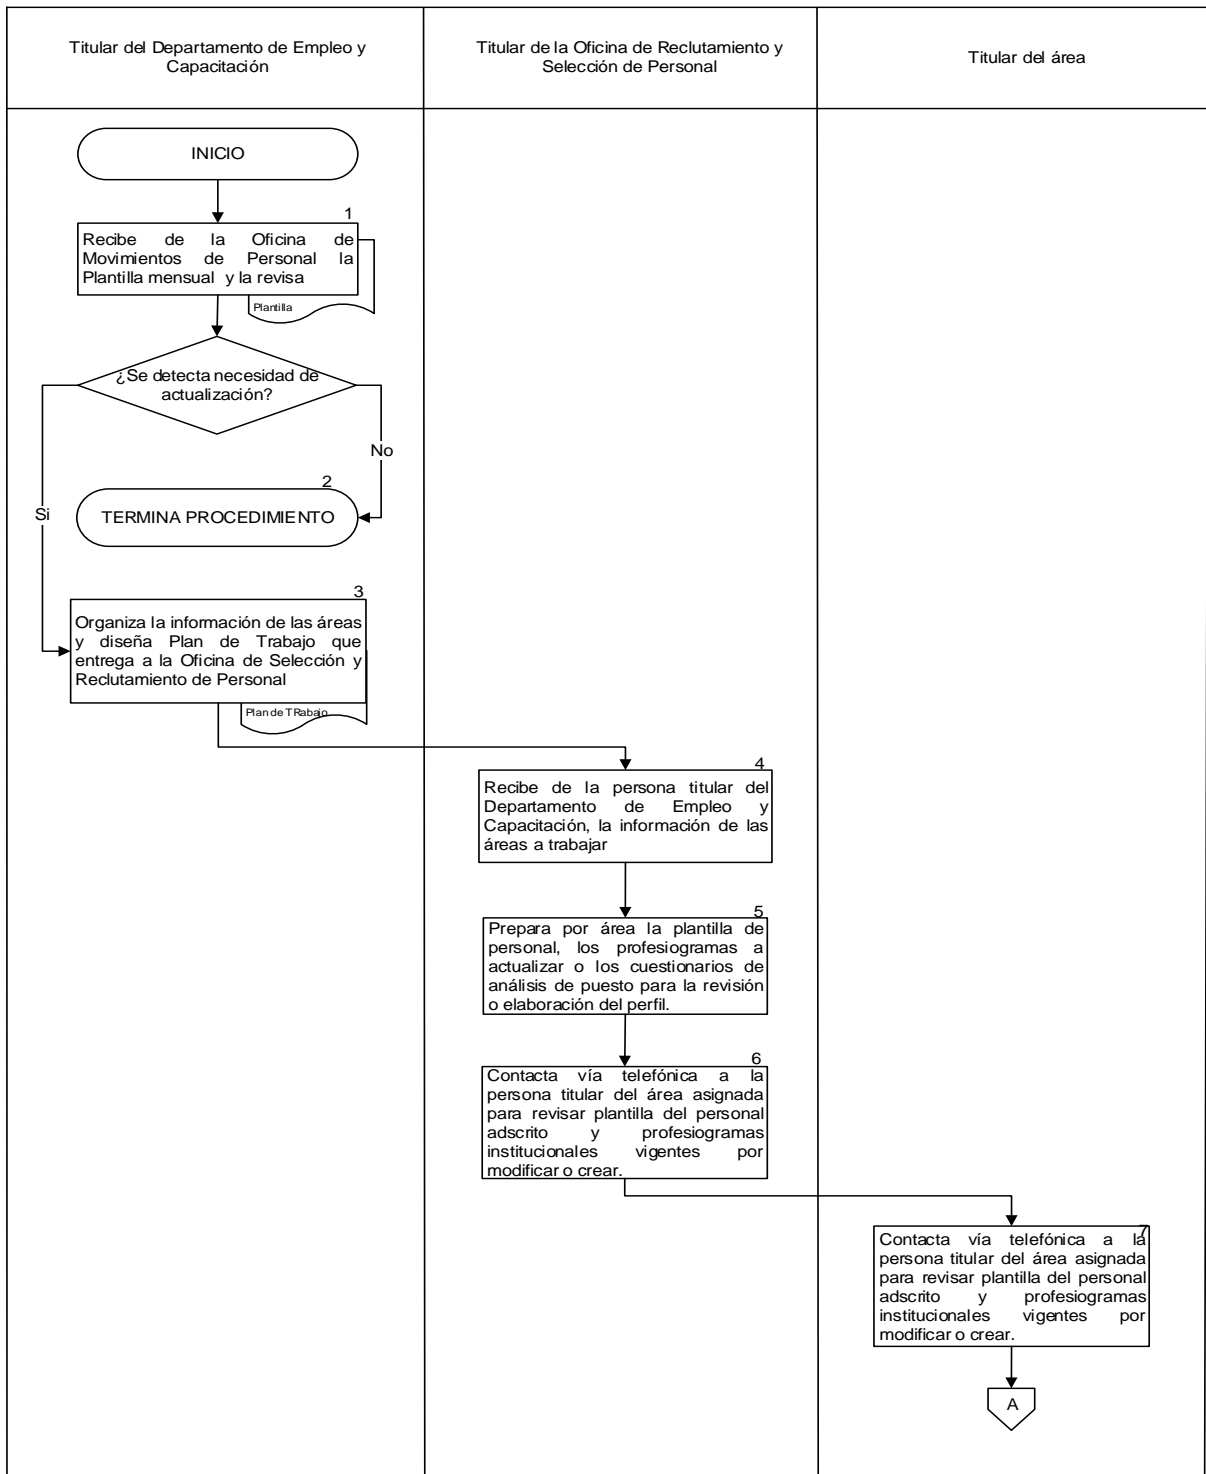 Titular del Departamento de Empleo y
Capacitación
Titular de la Oficina de Reclutamiento y
Selección de Personal
Titular del área
INICIO
1
Recibe de la Oficina de
Movimientos de Personal la
Plantilla mensual y la revisa
Plantilla
¿Se detecta necesidad de
actualización?
No
Si
2
TERMINA PROCEDIMIENTO
3
Organiza la información de las áreas
y diseña Plan de Trabajo que
entrega a la Oficina de Selección y
Reclutamiento de Personal
Plan de TRabajo
4
Recibe de la persona titular del
Departamento de Empleo y
Capacitación, la información de las
áreas a trabajar
5
Prepara por área la plantilla de
personal, los profesiogramas a
actualizar o los cuestionarios de
análisis de puesto para la revisión
o elaboración del perfil.
6
Contacta vía telefónica a la
persona titular del área asignada
para revisar plantilla del personal
adscrito y profesiogramas
institucionales vigentes por
modificar o crear.
7
Contacta vía telefónica a la
persona titular del área asignada
para revisar plantilla del personal
adscrito y profesiogramas
institucionales vigentes por
modificar o crear.
A